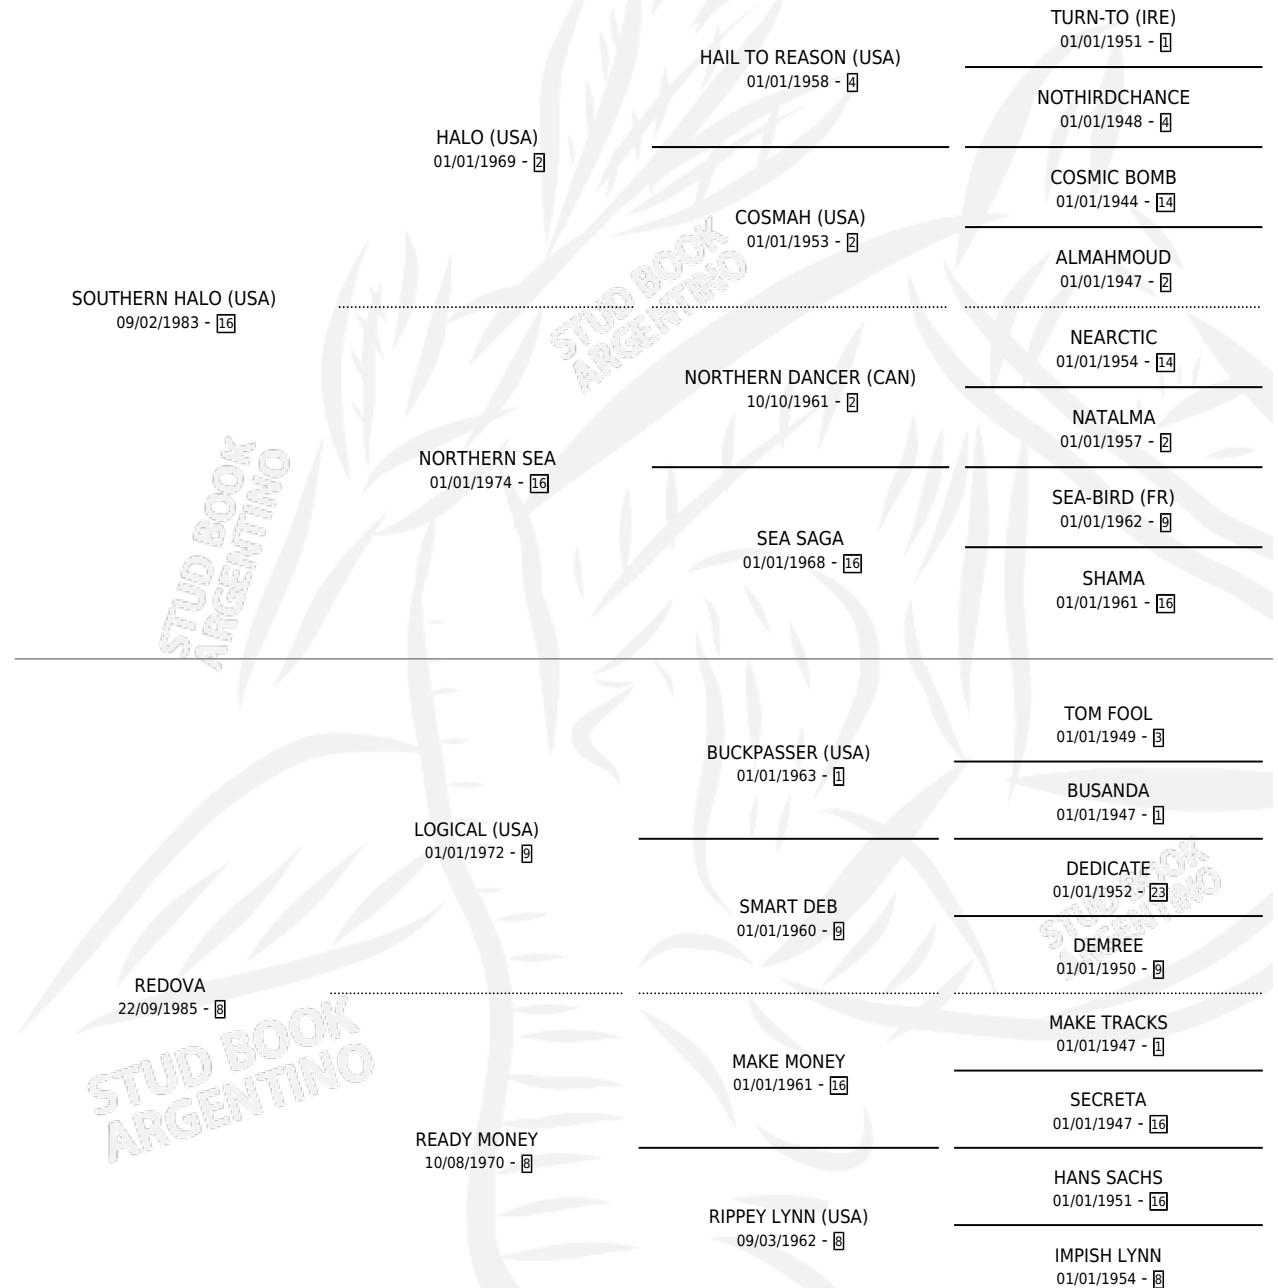 TURN-TO (IRE)
01/01/1951 - 1
HAIL TO REASON (USA)
01/01/1958 - 4
NOTHIRDCHANCE
01/01/1948 - 4
HALO (USA)
01/01/1969 - 2
COSMIC BOMB
01/01/1944 - 14
COSMAH (USA)
01/01/1953 - 2
ALMAHMOUD
01/01/1947 - 2
SOUTHERN HALO (USA)
09/02/1983 - 16
STUD BOOK
ARGENTINO
NEARCTIC
01/01/1954 - 14
NORTHERN DANCER (CAN)
10/10/1961 - 2
NATALMA
01/01/1957 - 2
NORTHERN SEA
01/01/1974 - 16
SEA-BIRD (FR)
01/01/1962 - 9
SEA SAGA
01/01/1968 - 16
SHAMA
01/01/1961 - 16
STUD BOOK
ARGENTINO
TOM FOOL
01/01/1949 - 3
BUCKPASSER (USA)
01/01/1963 - 1
BUSANDA
01/01/1947 - 1
LOGICAL (USA)
01/01/1972 - 9
DEDICATE
01/01/1952 - 23
SMART DEB
01/01/1960 - 9
DEMREE
01/01/1950 - 9
STUD BOOK
ARGENTINO
REDOVA
22/09/1985 - 8
MAKE TRACKS
01/01/1947 - 1
MAKE MONEY
01/01/1961 - 16
SECRETA
01/01/1947 - 16
STUD BOOK
ARGENTINO
READY MONEY
10/08/1970 - 8
HANS SACHS
01/01/1951 - 16
RIPPEY LYNN (USA)
09/03/1962 - 8
IMPISH LYNN
01/01/1954 - 8